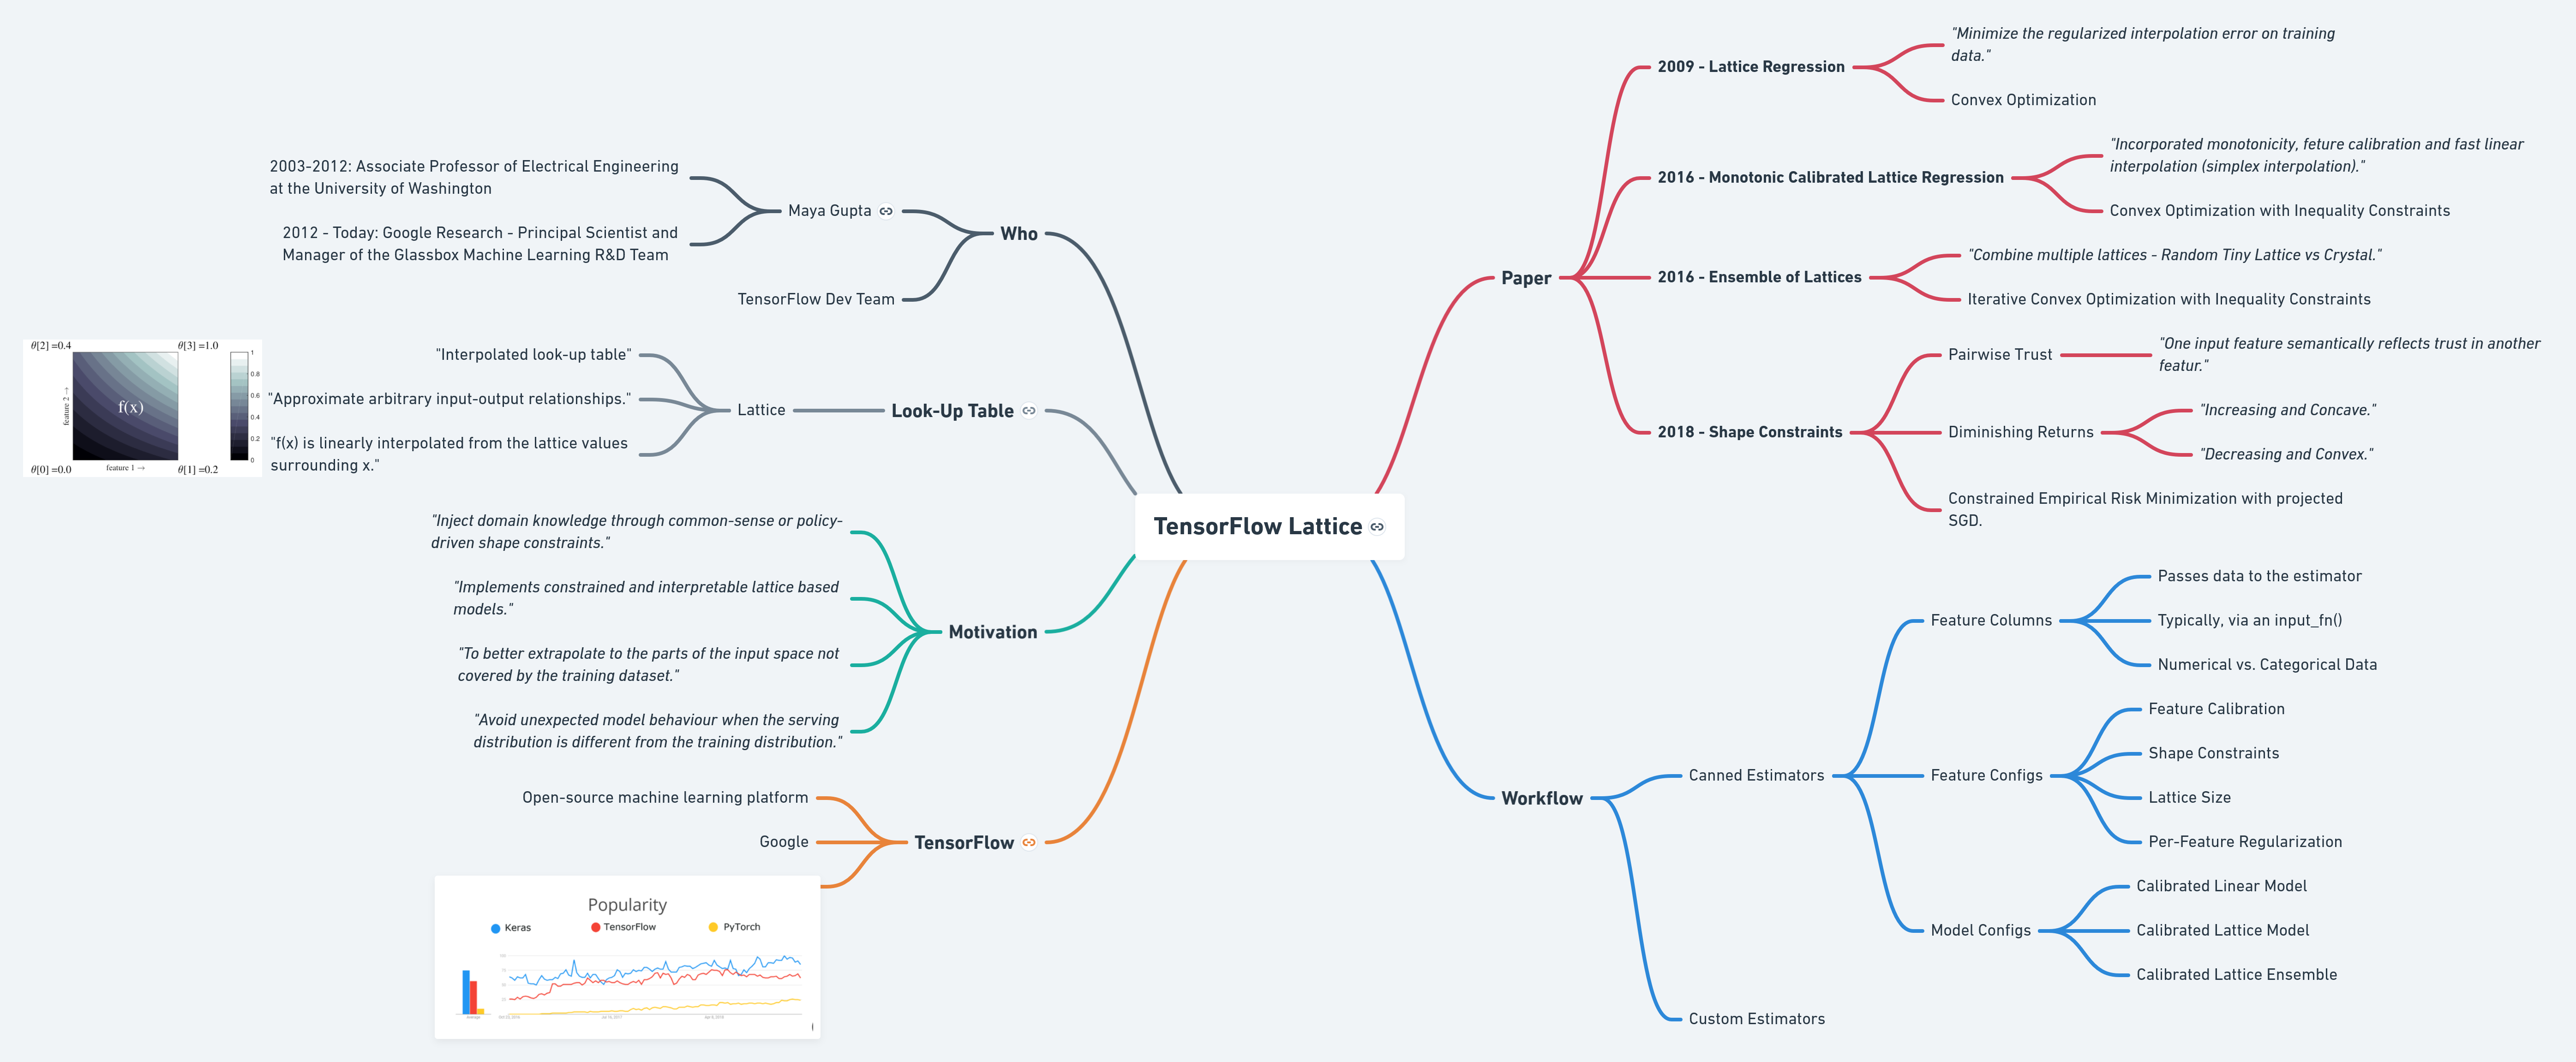 TensorFlow Lattice
Who
Maya Gupta
2003-2012: Associate Professor of Electrical Engineering
at the University of Washington
2012 - Today: Google Research - Principal Scientist and
Manager of the Glassbox Machine Learning R&D Team
TensorFlow Dev Team
Look-Up Table
Lattice
"Interpolated look-up table"
"Approximate arbitrary input-output relationships."
"f(x) is linearly interpolated from the lattice values
surrounding x."
θ[2] =0.4
θ[3] =1.0
f(x)
feature 2 →
θ[0] =0.0
feature 1 →
θ[1] =0.2
1
0.8
0.6
0.4
0.2
0
Motivation
"Inject domain knowledge through common-sense or policy-
driven shape constraints."
"Implements constrained and interpretable lattice based
models."
"To better extrapolate to the parts of the input space not
covered by the training dataset."
"Avoid unexpected model behaviour when the serving
distribution is different from the training distribution."
TensorFlow
Open-source machine learning platform
Google
Popularity
Keras
TensorFlow
PyTorch
Average
Paper
2009 - Lattice Regression
"Minimize the regularized interpolation error on training
data."
Convex Optimization
2016 - Monotonic Calibrated Lattice Regression
"Incorporated monotonicity, feture calibration and fast linear
interpolation (simplex interpolation)."
Convex Optimization with Inequality Constraints
2016 - Ensemble of Lattices
"Combine multiple lattices - Random Tiny Lattice vs Crystal."
Iterative Convex Optimization with Inequality Constraints
2018 - Shape Constraints
Pairwise Trust
"One input feature semantically reflects trust in another
featur."
Diminishing Returns
"Increasing and Concave."
"Decreasing and Convex."
Constrained Empirical Risk Minimization with projected
SGD.
Workflow
Canned Estimators
Feature Columns
Passes data to the estimator
Typically, via an input_fn()
Numerical vs. Categorical Data
Feature Configs
Feature Calibration
Shape Constraints
Lattice Size
Per-Feature Regularization
Model Configs
Calibrated Linear Model
Calibrated Lattice Model
Calibrated Lattice Ensemble
Custom Estimators